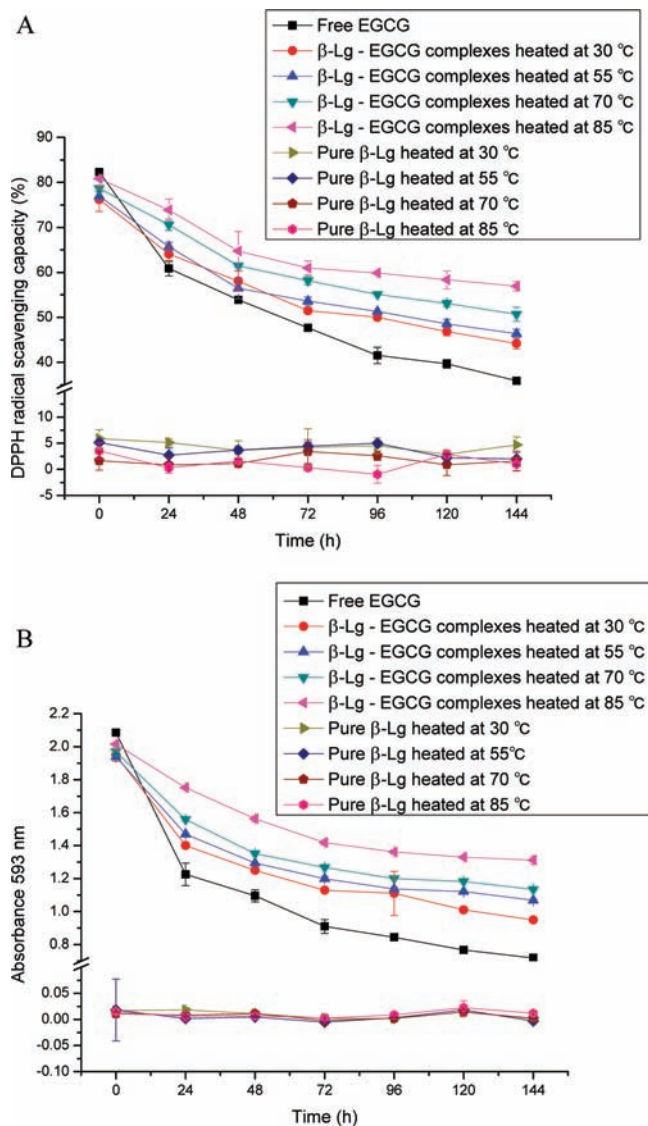 A
Free EGCG
β-Lg - EGCG complexes heated at 30 ℃
β-Lg - EGCG complexes heated at 55 ℃
β-Lg - EGCG complexes heated at 70 ℃
β-Lg - EGCG complexes heated at 85 ℃
Pure β-Lg heated at 30 ℃
Pure β-Lg heated at 55 ℃
Pure β-Lg heated at 70 ℃
Pure β-Lg heated at 85 ℃
DPPH radical scavenging capacity (%)
90
80
70
60
50
40
10
5
0
-5
0 24 48 72 96 120 144
Time (h)
B
Free EGCG
β-Lg - EGCG complexes heated at 30 ℃
β-Lg - EGCG complexes heated at 55 ℃
β-Lg - EGCG complexes heated at 70 ℃
β-Lg - EGCG complexes heated at 85 ℃
Pure β-Lg heated at 30 ℃
Pure β-Lg heated at 55℃
Pure β-Lg heated at 70 ℃
Pure β-Lg heated at 85 ℃
Absorbance 593 nm
2.2
2.0
1.8
1.6
1.4
1.2
1.0
0.8
0.05
0.00
-0.05
-0.10
0 24 48 72 96 120 144
Time (h)